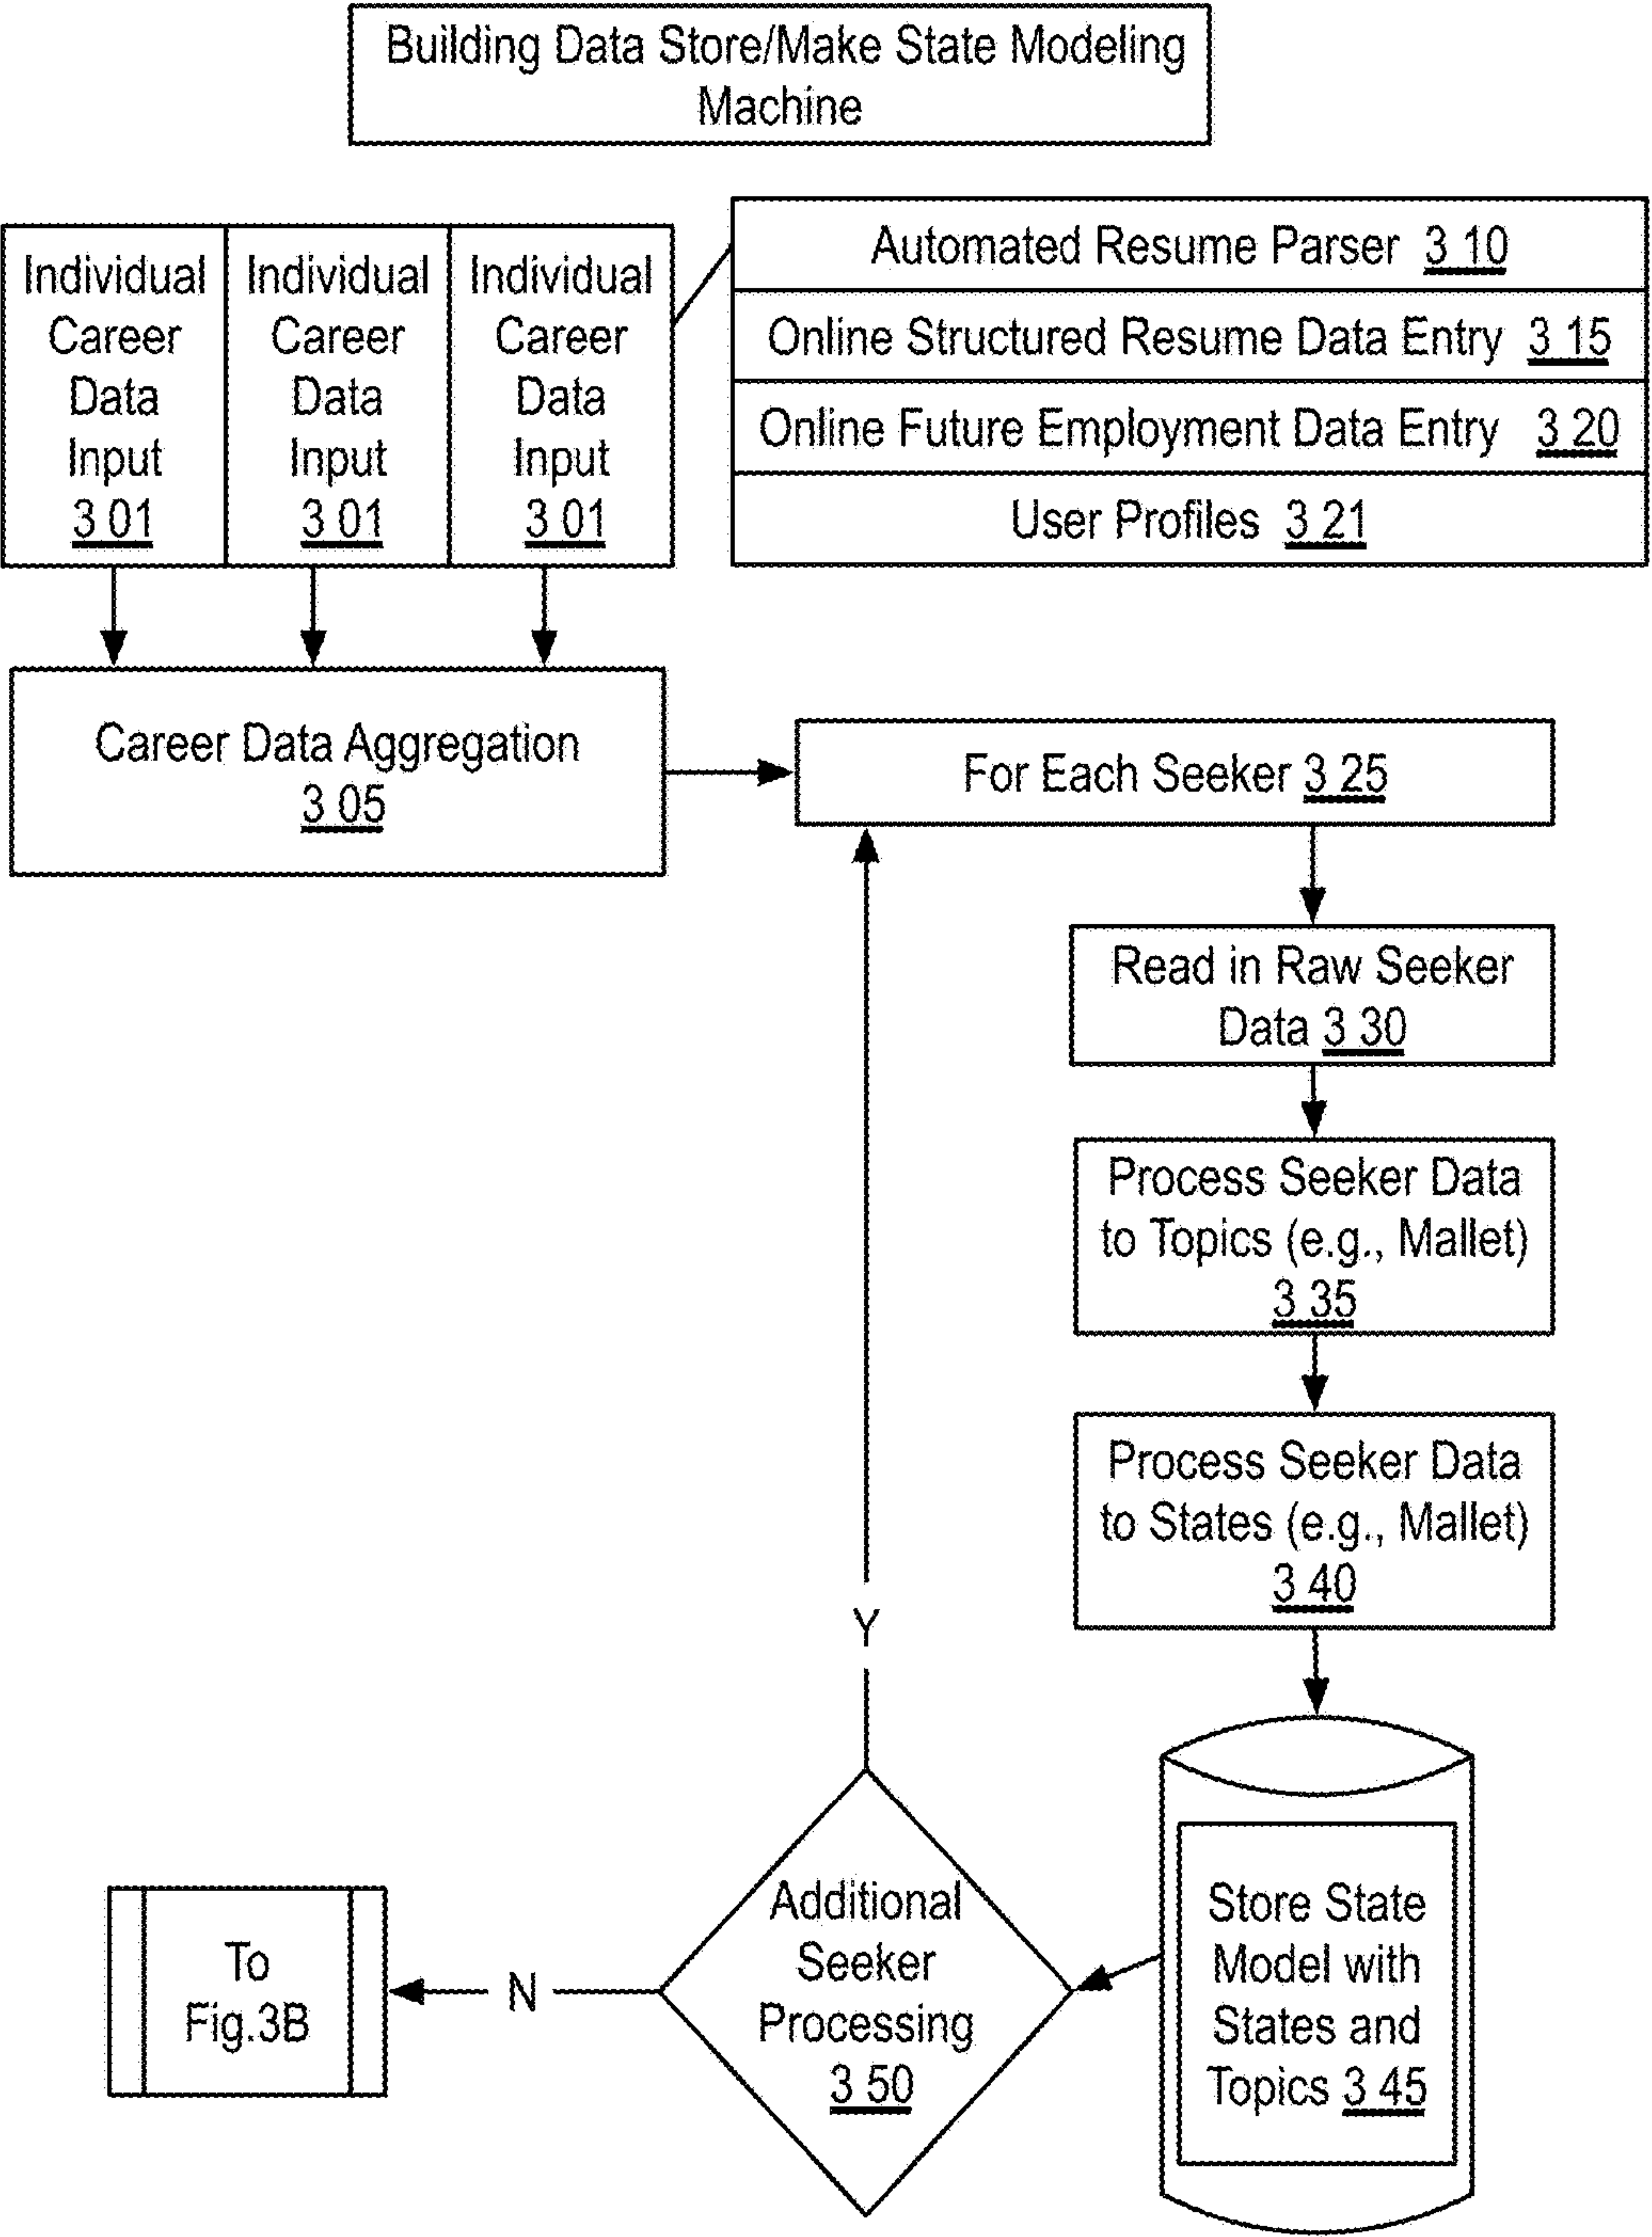 Building Data Store/Make State Modeling
Machine
Individual
Career
Data
Input
3 01
Individual
Career
Data
Input
3 01
Individual
Career
Data
Input
3 01
Automated Resume Parser 3 10
Online Structured Resume Data Entry 3 15
Online Future Employment Data Entry 3 20
User Profiles 3 21
Career Data Aggregation
3 05
For Each Seeker 3 25
Read in Raw Seeker
Data 3 30
Process Seeker Data
to Topics (e.g., Mallet)
3 35
Process Seeker Data
to States (e.g., Mallet)
3 40
Store State
Model with
States and
Topics 3 45
Additional
Seeker
Processing
3 50
Y
N
To
Fig.3B